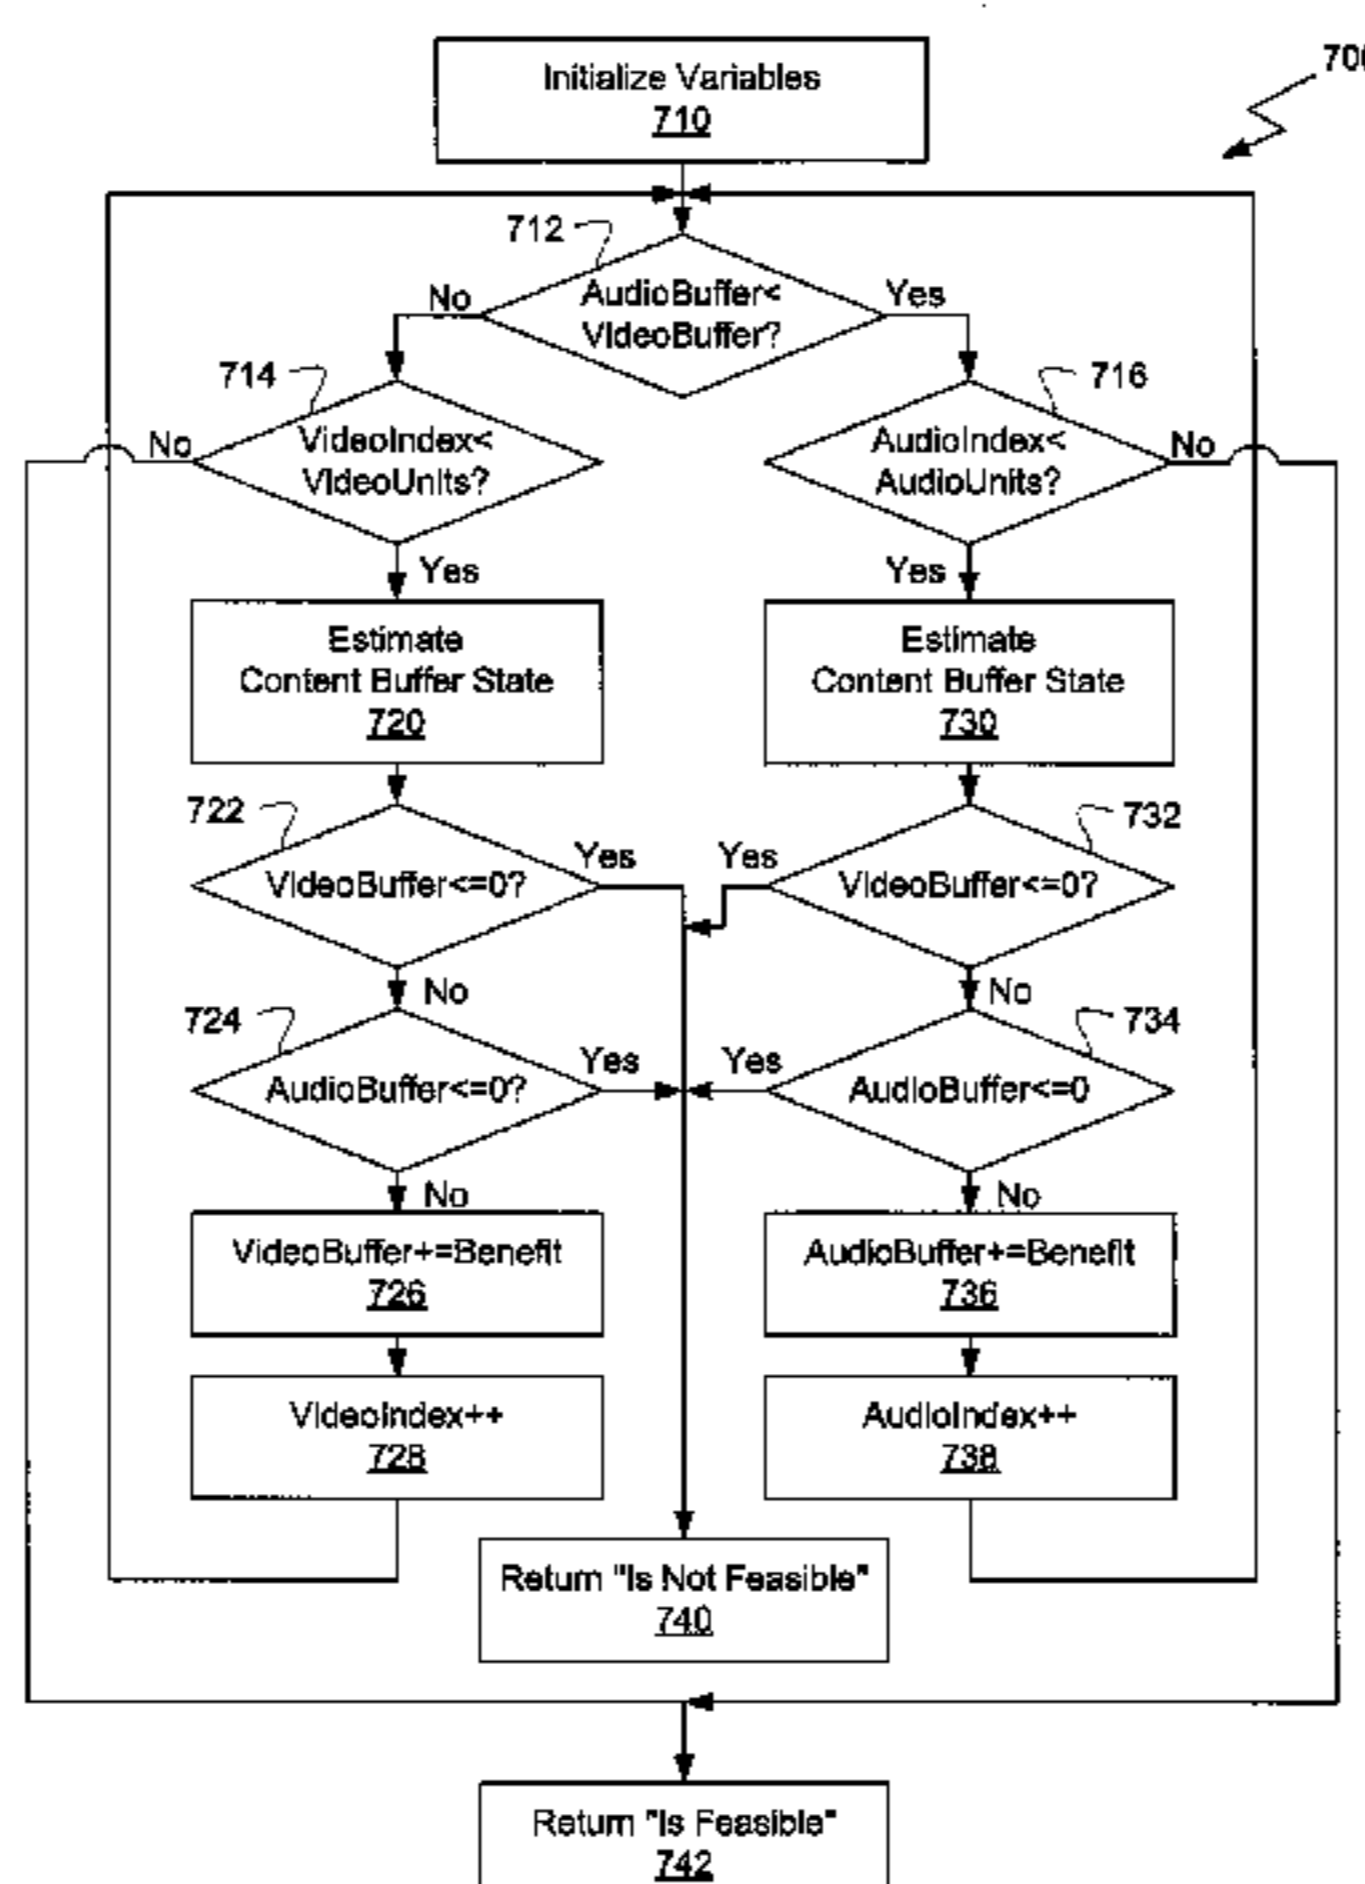 700
Initialize Variables
710
712
AudioBuffer<
VideoBuffer?
No
Yes
714
VideoIndex<
VideoUnits?
No
716
AudioIndex<
AudioUnits?
No
Yes
Yes
Estimate
Content Buffer State
720
Estimate
Content Buffer State
730
722
VideoBuffer<=0?
Yes
732
VideoBuffer<=0?
Yes
No
No
724
AudioBuffer<=0?
Yes
734
AudioBuffer<=0
Yes
No
No
VideoBuffer+=Benefit
726
AudioBuffer+=Benefit
736
VideoIndex++
728
AudioIndex++
738
Return "Is Not Feasible"
740
Return "Is Feasible"
742